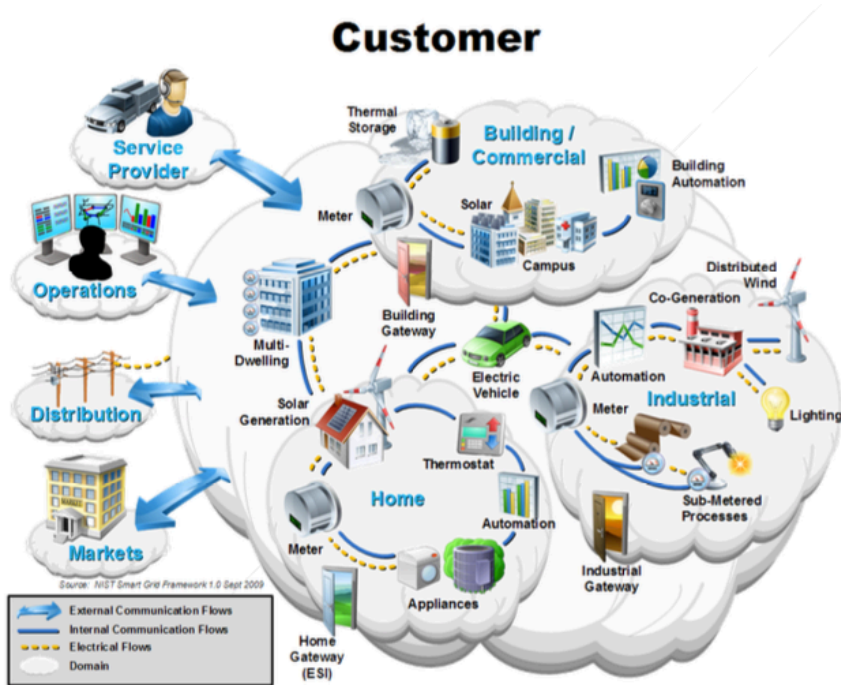 Customer
Service
Provider
Thermal
Storage
Building /
Commercial
Building
Automation
Meter
Solar
Campus
Operations
Building
Gateway
Multi-
Dwelling
Distributed
Wind
Co-Generation
Electric
Vehicle
Automation
Industrial
Meter
Lighting
Distribution
Solar
Generation
Thermostat
Sub-Metered
Processes
MARKET
Markets
Home
Automation
Meter
Appliances
Industrial
Gateway
Home
Gateway
(ESI)
Source: NIST Smart Grid Framework 1.0 Sept 2009
External Communication Flows
Internal Communication Flows
Electrical Flows
Domain